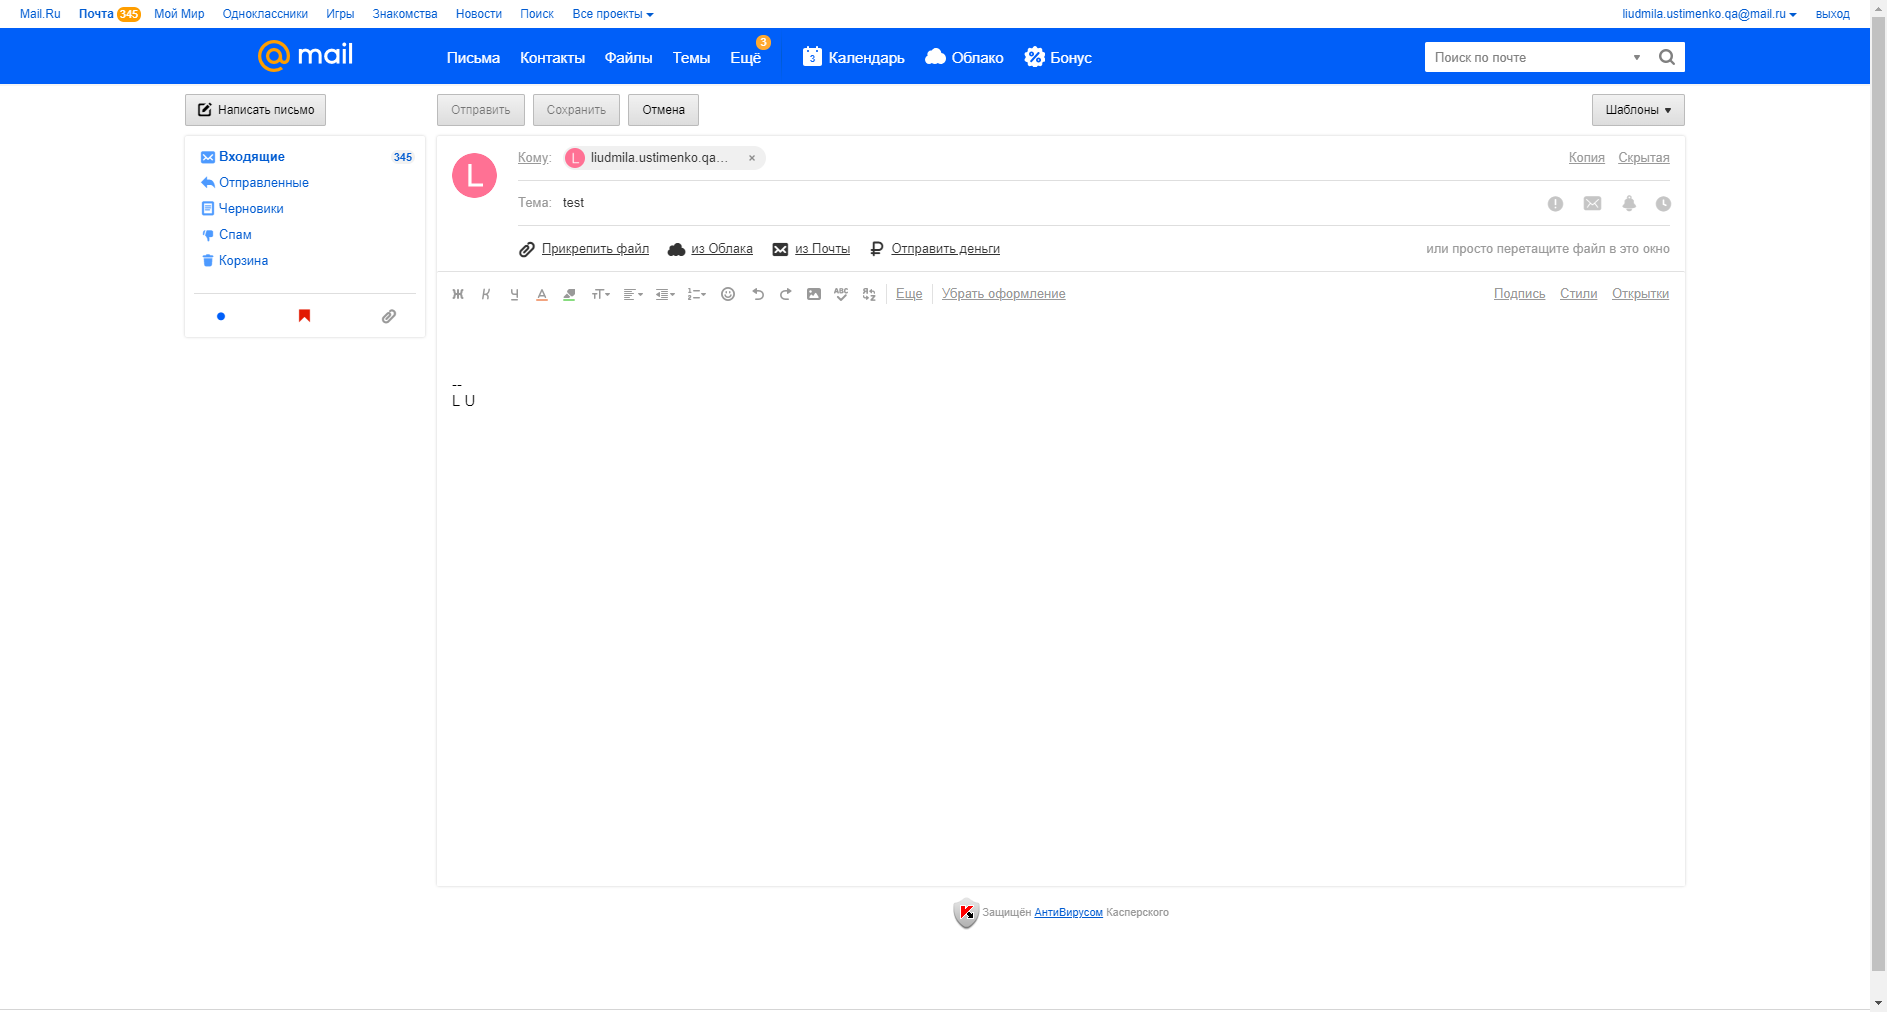 Mail.Ru Почта 345 Мой Мир Одноклассники Игры Знакомства Новости Поиск Все проекты liudmila.ustimenko.qa@mail.ru выход
@mail Письма Контакты Файлы Темы Ещё 3 3 Календарь Облако Бонус Поиск по почте
Написать письмо Отправить Сохранить Отмена Шаблоны
Входящие 345
Отправленные
Черновики
Спам
Корзина
L Кому: L liudmila.ustimenko.qa... × Копия Скрытая
Тема: test
Прикрепить файл из Облака из Почты Отправить деньги или просто перетащите файл в это окно
Ж К Ч А тТ ABC Еще Убрать оформление Подпись Стили Открытки
--
L U
Защищён АнтиВирусом Касперского